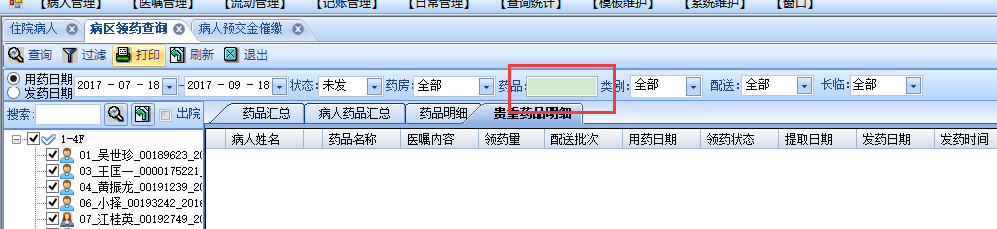 【病人管理】 【医嘱管理】 【流动管理】 【记账管理】 【日常管理】 【查询统计】 【模板维护】 【系统维护】 【窗口】
住院病人 病区领药查询 病人预交金催缴
查询 过滤 打印 刷新 退出
用药日期 2017-07-18 - 2017-09-18 状态: 未发 药房: 全部 药品: 类别: 全部 配送: 全部 长临: 全部
发药日期
搜索: 出院 药品汇总 病人药品汇总 药品明细 贵重药品明细
病人姓名 药品名称 医嘱内容 领药量 配送批次 用药日期 领药状态 提取日期 发药日期 发药时间
1-4F
01_吴世珍_00189623_20
03_王匡一_0000175221_
04_黄振龙_00191239_20
06_小择_00193242_2016
07_江桂英_00192749_20